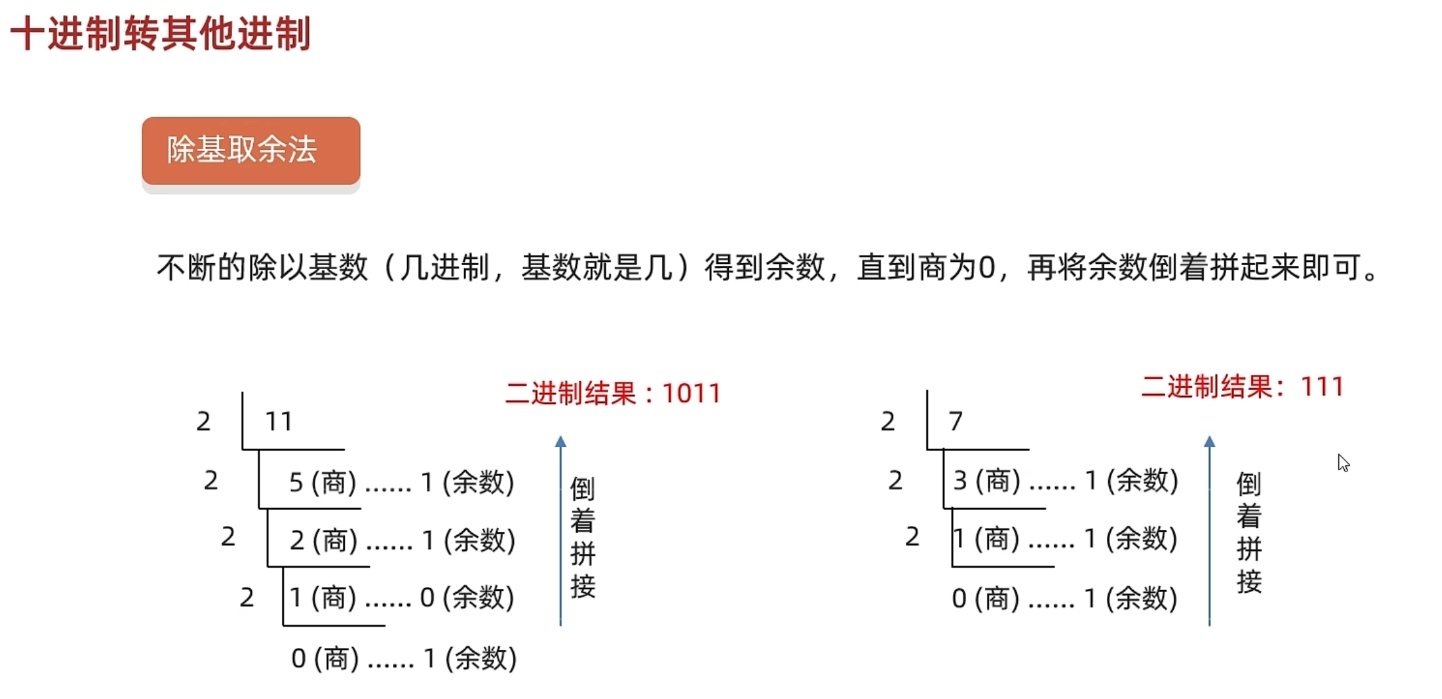 十进制转其他进制
除基取余法
不断的除以基数（几进制，基数就是几）得到余数，直到商为0，再将余数倒着拼起来即可。
二进制结果：1011
2 11
2 5 (商) ...... 1 (余数)
2 2 (商) ...... 1 (余数)
2 1 (商) ...... 0 (余数)
0 (商) ...... 1 (余数)
倒着拼接
二进制结果：111
2 7
2 3 (商) ...... 1 (余数)
2 1 (商) ...... 1 (余数)
0 (商) ...... 1 (余数)
倒着拼接